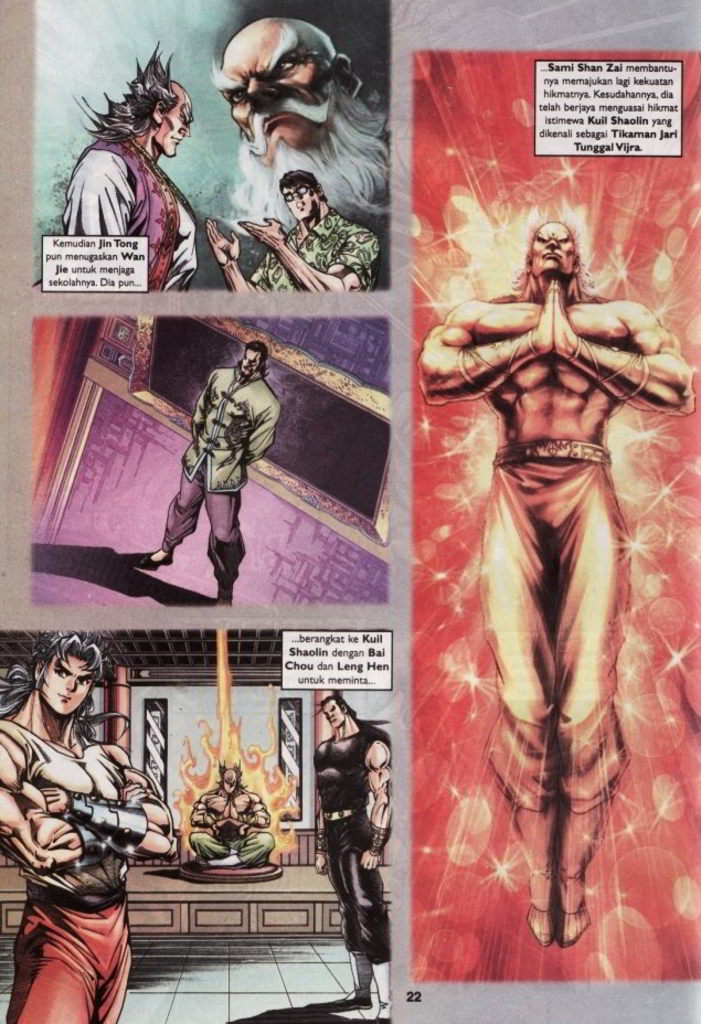 Kemudian Jin Tong
pun menugaskan Wan
Jie untuk menjaga
sekolahnya. Dia pun...
...berangkat ke Kuil
Shaolin dengan Bai
Chou dan Leng Hen
untuk meminta...
...Sami Shan Zai membantu-
nya memajukan lagi kekuatan
hikmatnya. Kesudahannya, dia
telah berjaya menguasai hikmat
istimewa Kuil Shaolin yang
dikenali sebagai Tikaman Jari
Tunggal Vijra.
22